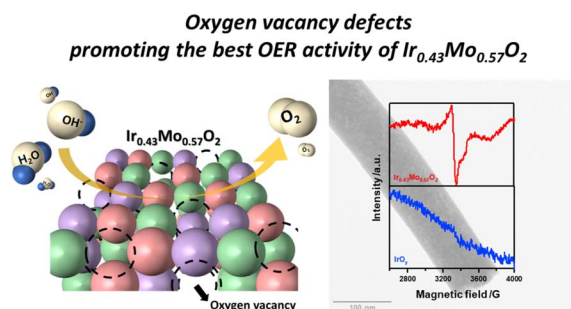 Oxygen vacancy defects
promoting the best OER activity of Ir₀.₄₃Mo₀.₅₇O₂
OH⁻
Ir₀.₄₃Mo₀.₅₇O₂
O₂
H₂O
Oxygen vacancy
Intensity /a.u.
Ir₀.₄₃Mo₀.₅₇O₂
IrOᵧ
2800 3200 3600 4000
Magnetic field /G
100 nm